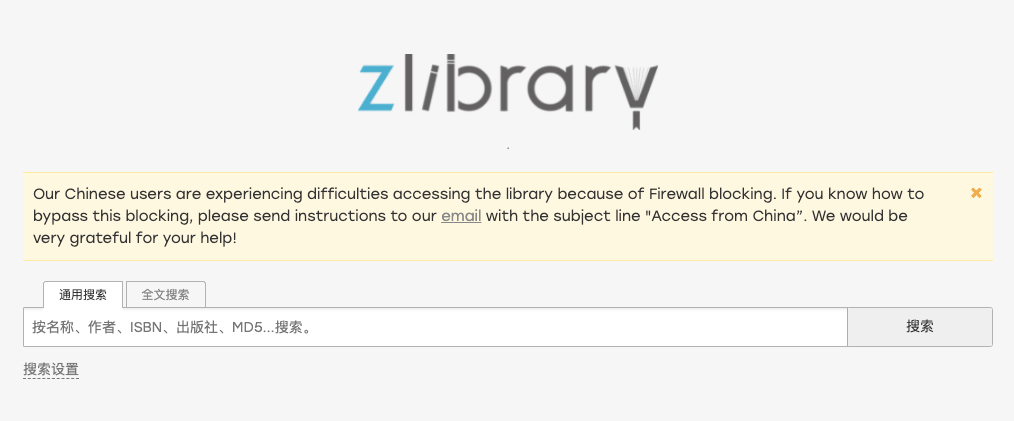 zlibrary
Our Chinese users are experiencing difficulties accessing the library because of Firewall blocking. If you know how to
bypass this blocking, please send instructions to our email with the subject line "Access from China”. We would be
very grateful for your help!
通用搜索 全文搜索
按名称、作者、ISBN、出版社、MD5...搜索。 搜索
搜索设置